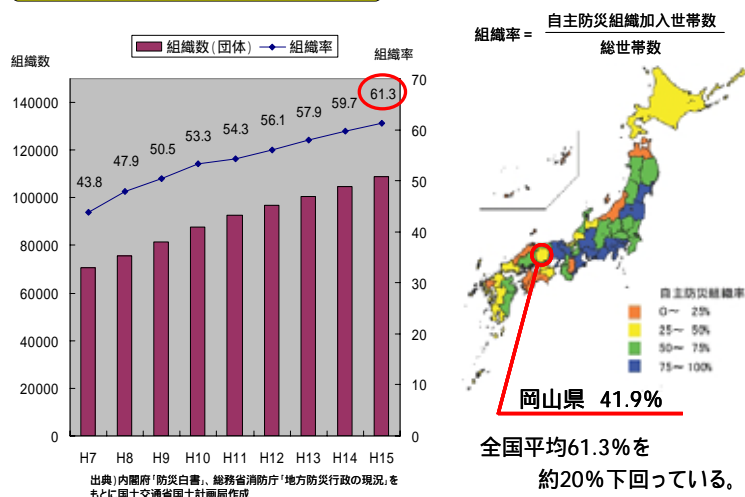 組織率＝ 自主防災組織加入世帯数
総世帯数
組織数(団体) 組織率
組織数
組織率
140000
120000
100000
80000
60000
40000
20000
0
70
60
50
40
30
20
10
0
43.8
47.9
50.5
53.3
54.3
56.1
57.9
59.7
61.3
H7 H8 H9 H10 H11 H12 H13 H14 H15
出典)内閣府「防災白書」、総務省消防庁「地方防災行政の現況」を
もとに国土交通省国土計画局作成
自主防災組織率
0～ 25%
25～ 50%
50～ 75%
75～100%
岡山県 41.9%
全国平均61.3%を
約20%下回っている。